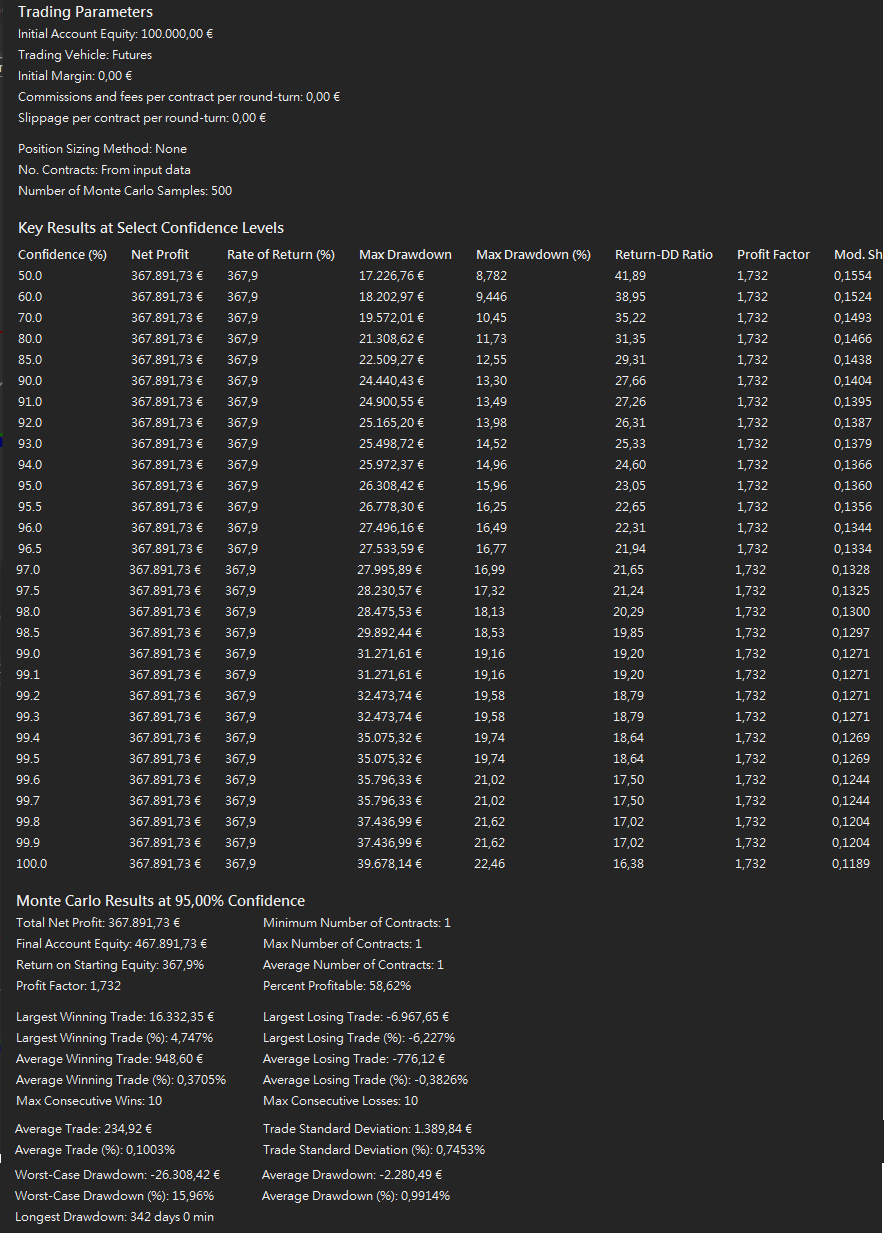 Trading Parameters
Initial Account Equity: 100.000,00 €
Trading Vehicle: Futures
Initial Margin: 0,00 €
Commissions and fees per contract per round-turn: 0,00 €
Slippage per contract per round-turn: 0,00 €
Position Sizing Method: None
No. Contracts: From input data
Number of Monte Carlo Samples: 500
Key Results at Select Confidence Levels
Confidence (%) Net Profit Rate of Return (%) Max Drawdown Max Drawdown (%) Return-DD Ratio Profit Factor Mod. Sh
50.0 367.891,73 € 367,9 17.226,76 € 8,782 41,89 1,732 0,1554
60.0 367.891,73 € 367,9 18.202,97 € 9,446 38,95 1,732 0,1524
70.0 367.891,73 € 367,9 19.572,01 € 10,45 35,22 1,732 0,1493
80.0 367.891,73 € 367,9 21.308,62 € 11,73 31,35 1,732 0,1466
85.0 367.891,73 € 367,9 22.509,27 € 12,55 29,31 1,732 0,1438
90.0 367.891,73 € 367,9 24.440,43 € 13,30 27,66 1,732 0,1404
91.0 367.891,73 € 367,9 24.900,55 € 13,49 27,26 1,732 0,1395
92.0 367.891,73 € 367,9 25.165,20 € 13,98 26,31 1,732 0,1387
93.0 367.891,73 € 367,9 25.498,72 € 14,52 25,33 1,732 0,1379
94.0 367.891,73 € 367,9 25.972,37 € 14,96 24,60 1,732 0,1366
95.0 367.891,73 € 367,9 26.308,42 € 15,96 23,05 1,732 0,1360
95.5 367.891,73 € 367,9 26.778,30 € 16,25 22,65 1,732 0,1356
96.0 367.891,73 € 367,9 27.496,16 € 16,49 22,31 1,732 0,1344
96.5 367.891,73 € 367,9 27.533,59 € 16,77 21,94 1,732 0,1334
97.0 367.891,73 € 367,9 27.995,89 € 16,99 21,65 1,732 0,1328
97.5 367.891,73 € 367,9 28.230,57 € 17,32 21,24 1,732 0,1325
98.0 367.891,73 € 367,9 28.475,53 € 18,13 20,29 1,732 0,1300
98.5 367.891,73 € 367,9 29.892,44 € 18,53 19,85 1,732 0,1297
99.0 367.891,73 € 367,9 31.271,61 € 19,16 19,20 1,732 0,1271
99.1 367.891,73 € 367,9 31.271,61 € 19,16 19,20 1,732 0,1271
99.2 367.891,73 € 367,9 32.473,74 € 19,58 18,79 1,732 0,1271
99.3 367.891,73 € 367,9 32.473,74 € 19,58 18,79 1,732 0,1271
99.4 367.891,73 € 367,9 35.075,32 € 19,74 18,64 1,732 0,1269
99.5 367.891,73 € 367,9 35.075,32 € 19,74 18,64 1,732 0,1269
99.6 367.891,73 € 367,9 35.796,33 € 21,02 17,50 1,732 0,1244
99.7 367.891,73 € 367,9 35.796,33 € 21,02 17,50 1,732 0,1244
99.8 367.891,73 € 367,9 37.436,99 € 21,62 17,02 1,732 0,1204
99.9 367.891,73 € 367,9 37.436,99 € 21,62 17,02 1,732 0,1204
100.0 367.891,73 € 367,9 39.678,14 € 22,46 16,38 1,732 0,1189
Monte Carlo Results at 95,00% Confidence
Total Net Profit: 367.891,73 € Minimum Number of Contracts: 1
Final Account Equity: 467.891,73 € Max Number of Contracts: 1
Return on Starting Equity: 367,9% Average Number of Contracts: 1
Profit Factor: 1,732 Percent Profitable: 58,62%
Largest Winning Trade: 16.332,35 € Largest Losing Trade: -6.967,65 €
Largest Winning Trade (%): 4,747% Largest Losing Trade (%): -6,227%
Average Winning Trade: 948,60 € Average Losing Trade: -776,12 €
Average Winning Trade (%): 0,3705% Average Losing Trade (%): -0,3826%
Max Consecutive Wins: 10 Max Consecutive Losses: 10
Average Trade: 234,92 € Trade Standard Deviation: 1.389,84 €
Average Trade (%): 0,1003% Trade Standard Deviation (%): 0,7453%
Worst-Case Drawdown: -26.308,42 € Average Drawdown: -2.280,49 €
Worst-Case Drawdown (%): 15,96% Average Drawdown (%): 0,9914%
Longest Drawdown: 342 days 0 min